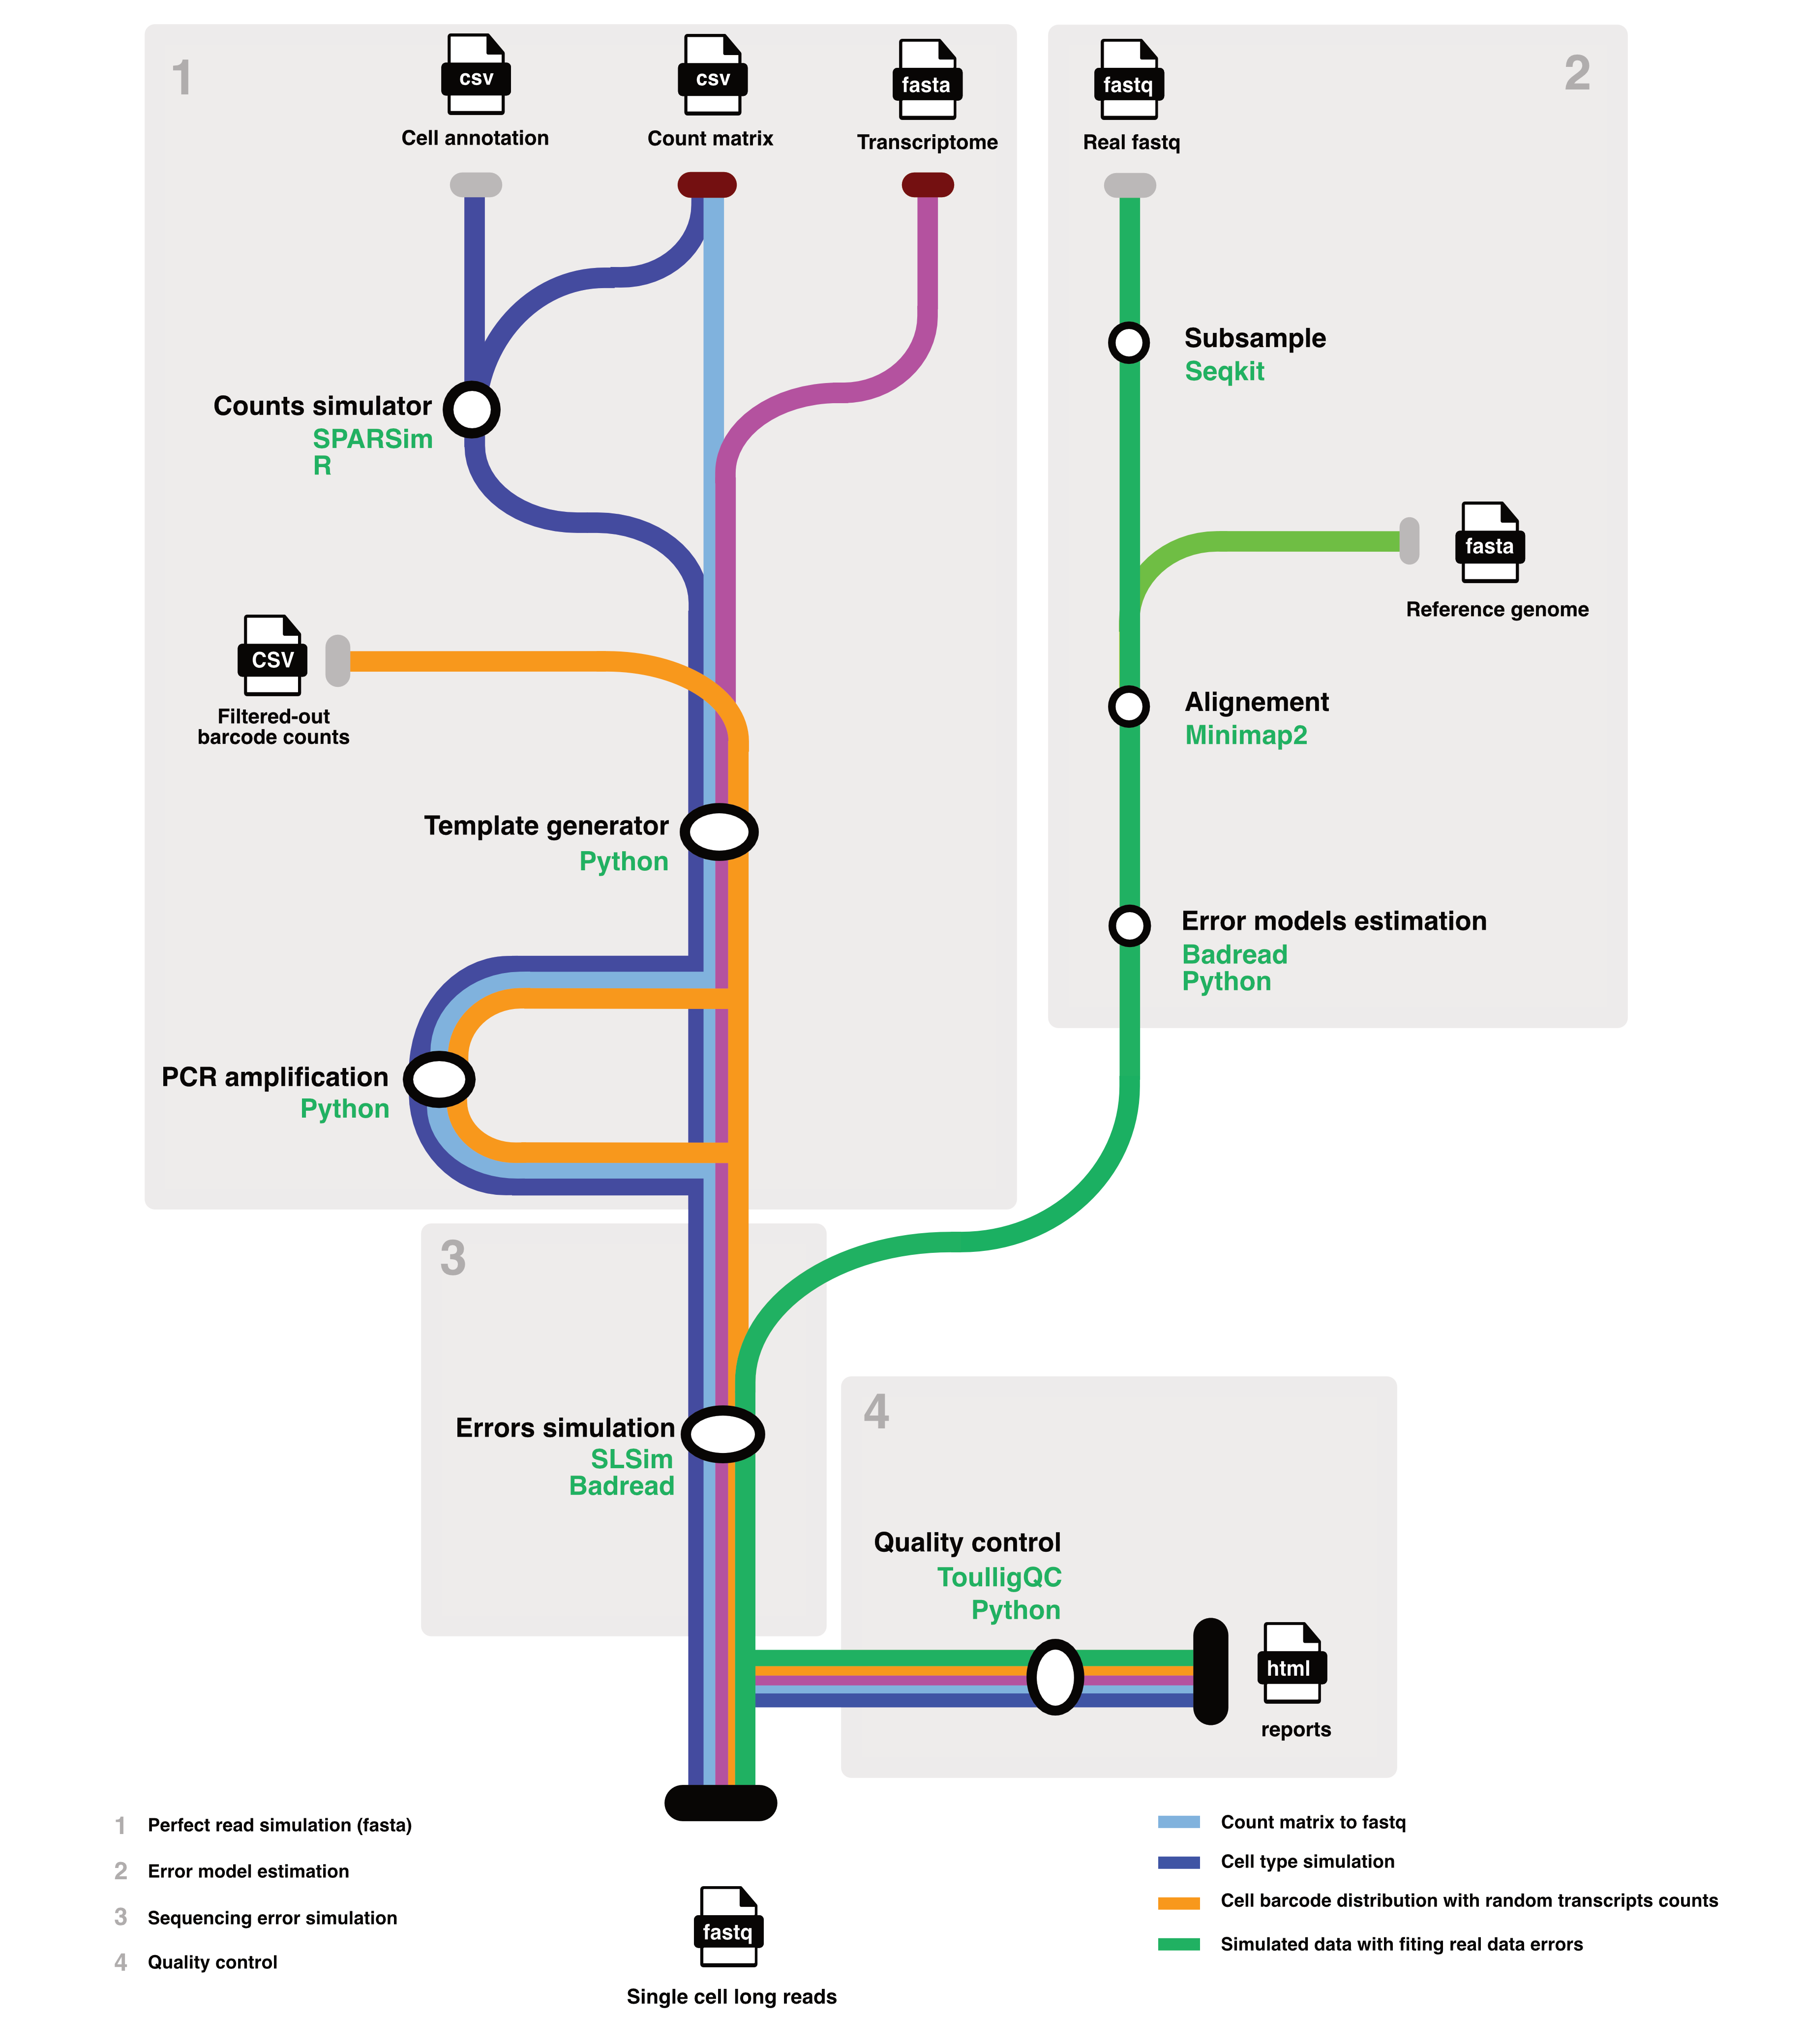 1
csv
Cell annotation
csv
Count matrix
fasta
Transcriptome
fastq
Real fastq
2
Subsample
Seqkit
Counts simulator
SPARSim
R
fasta
Reference genome
CSV
Filtered-out
barcode counts
Alignement
Minimap2
Template generator
Python
Error models estimation
Badread
Python
PCR amplification
Python
3
Errors simulation
SLSim
Badread
4
Quality control
ToulligQC
Python
html
reports
1 Perfect read simulation (fasta)
2 Error model estimation
3 Sequencing error simulation
4 Quality control
fastq
Single cell long reads
Count matrix to fastq
Cell type simulation
Cell barcode distribution with random transcripts counts
Simulated data with fiting real data errors